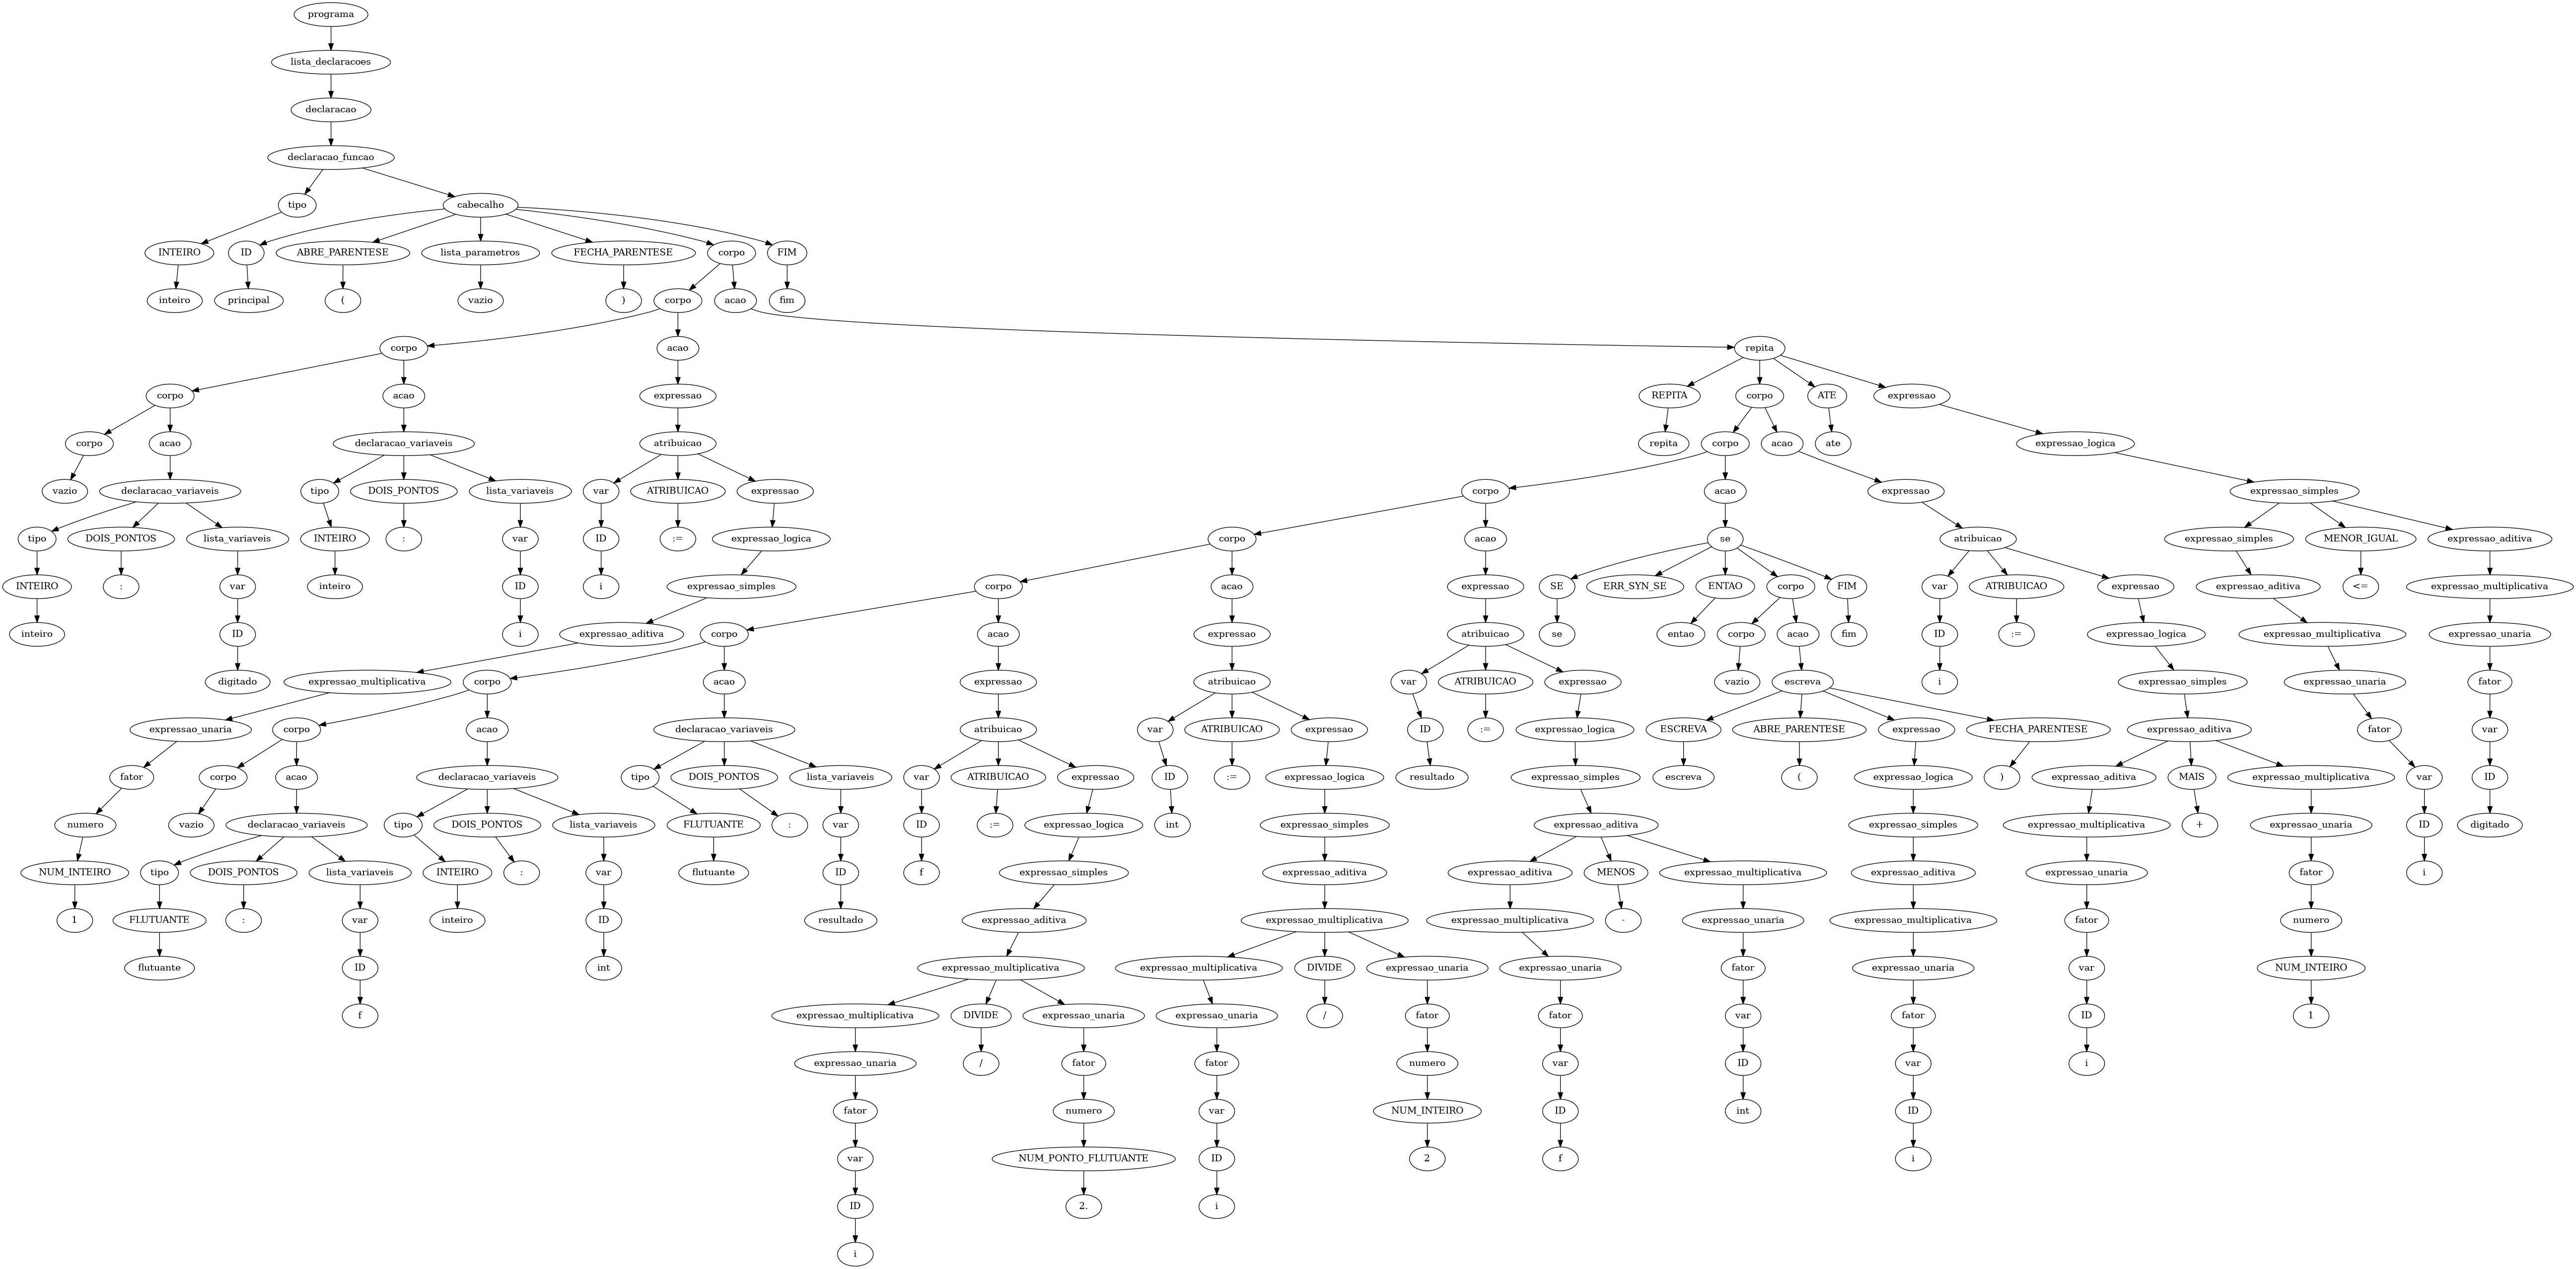 programa
lista_declaracoes
declaracao
declaracao_funcao
tipo cabecalho
INTEIRO ID ABRE_PARENTESE lista_parametros FECHA_PARENTESE corpo FIM
inteiro principal ( vazio ) corpo acao fim
corpo acao repita
corpo acao expressao REPITA corpo ATE expressao
corpo acao declaracao_variaveis atribuicao repita corpo acao ate expressao_logica
vazio declaracao_variaveis tipo DOIS_PONTOS lista_variaveis var ATRIBUICAO expressao corpo acao expressao expressao_simples
tipo DOIS_PONTOS lista_variaveis INTEIRO : var ID := expressao_logica corpo acao se atribuicao expressao_simples MENOR_IGUAL expressao_aditiva
INTEIRO : var inteiro ID i expressao_simples corpo acao expressao SE ERR_SYN_SE ENTAO corpo FIM var ATRIBUICAO expressao expressao_aditiva <= expressao_multiplicativa
inteiro ID i expressao_aditiva corpo acao expressao atribuicao se entao corpo acao fim ID := expressao_logica expressao_multiplicativa expressao_unaria
digitado expressao_multiplicativa corpo acao expressao atribuicao var ATRIBUICAO expressao vazio escreva i expressao_simples expressao_unaria fator
expressao_unaria corpo acao declaracao_variaveis atribuicao var ATRIBUICAO expressao ID expressao_logica ESCREVA ABRE_PARENTESE expressao FECHA_PARENTESE := expressao_aditiva fator var
fator corpo acao declaracao_variaveis tipo DOIS_PONTOS lista_variaveis var ATRIBUICAO expressao ID := expressao_logica resultado expressao_simples escreva ( expressao_logica ) expressao_aditiva MAIS expressao_multiplicativa var ID
numero vazio declaracao_variaveis tipo DOIS_PONTOS lista_variaveis FLUTUANTE : var ID := expressao_logica int expressao_simples expressao_aditiva expressao_simples expressao_multiplicativa + expressao_unaria ID digitado
NUM_INTEIRO tipo DOIS_PONTOS lista_variaveis INTEIRO : var flutuante ID f expressao_simples expressao_aditiva expressao_aditiva MENOS expressao_multiplicativa expressao_aditiva expressao_unaria fator i
1 FLUTUANTE : var inteiro ID resultado expressao_aditiva expressao_multiplicativa expressao_multiplicativa - expressao_unaria expressao_multiplicativa fator numero
flutuante ID int expressao_multiplicativa expressao_multiplicativa DIVIDE expressao_unaria expressao_unaria fator expressao_unaria var NUM_INTEIRO
f expressao_multiplicativa DIVIDE expressao_unaria expressao_unaria / fator fator var fator ID 1
expressao_unaria / fator fator numero var ID var i
fator numero var NUM_INTEIRO ID int ID
var NUM_PONTO_FLUTUANTE ID 2 f i
ID 2. i
i